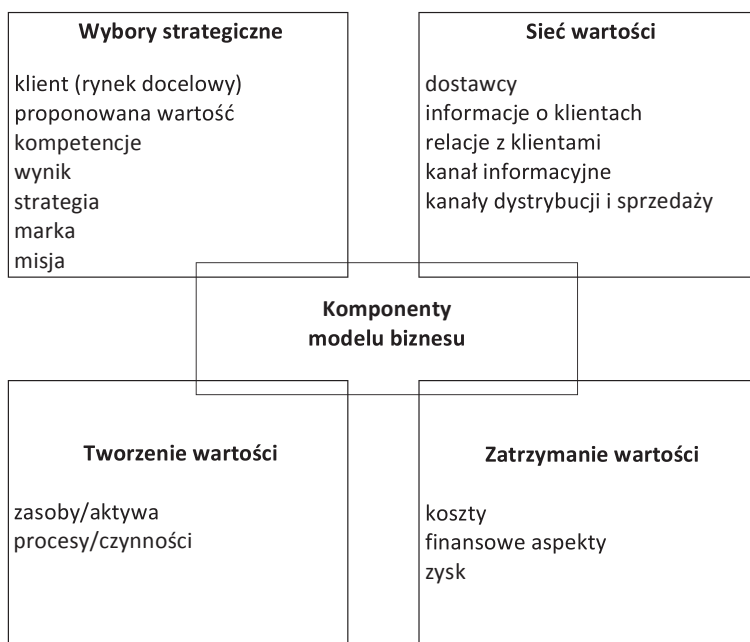 Wybory strategiczne
klient (rynek docelowy)
proponowana wartość
kompetencje
wynik
strategia
marka
misja
Sieć wartości
dostawcy
informacje o klientach
relacje z klientami
kanał informacyjne
kanały dystrybucji i sprzedaży
Komponenty
modelu biznesu
Tworzenie wartości
zasoby/aktywa
procesy/czynności
Zatrzymanie wartości
koszty
finansowe aspekty
zysk